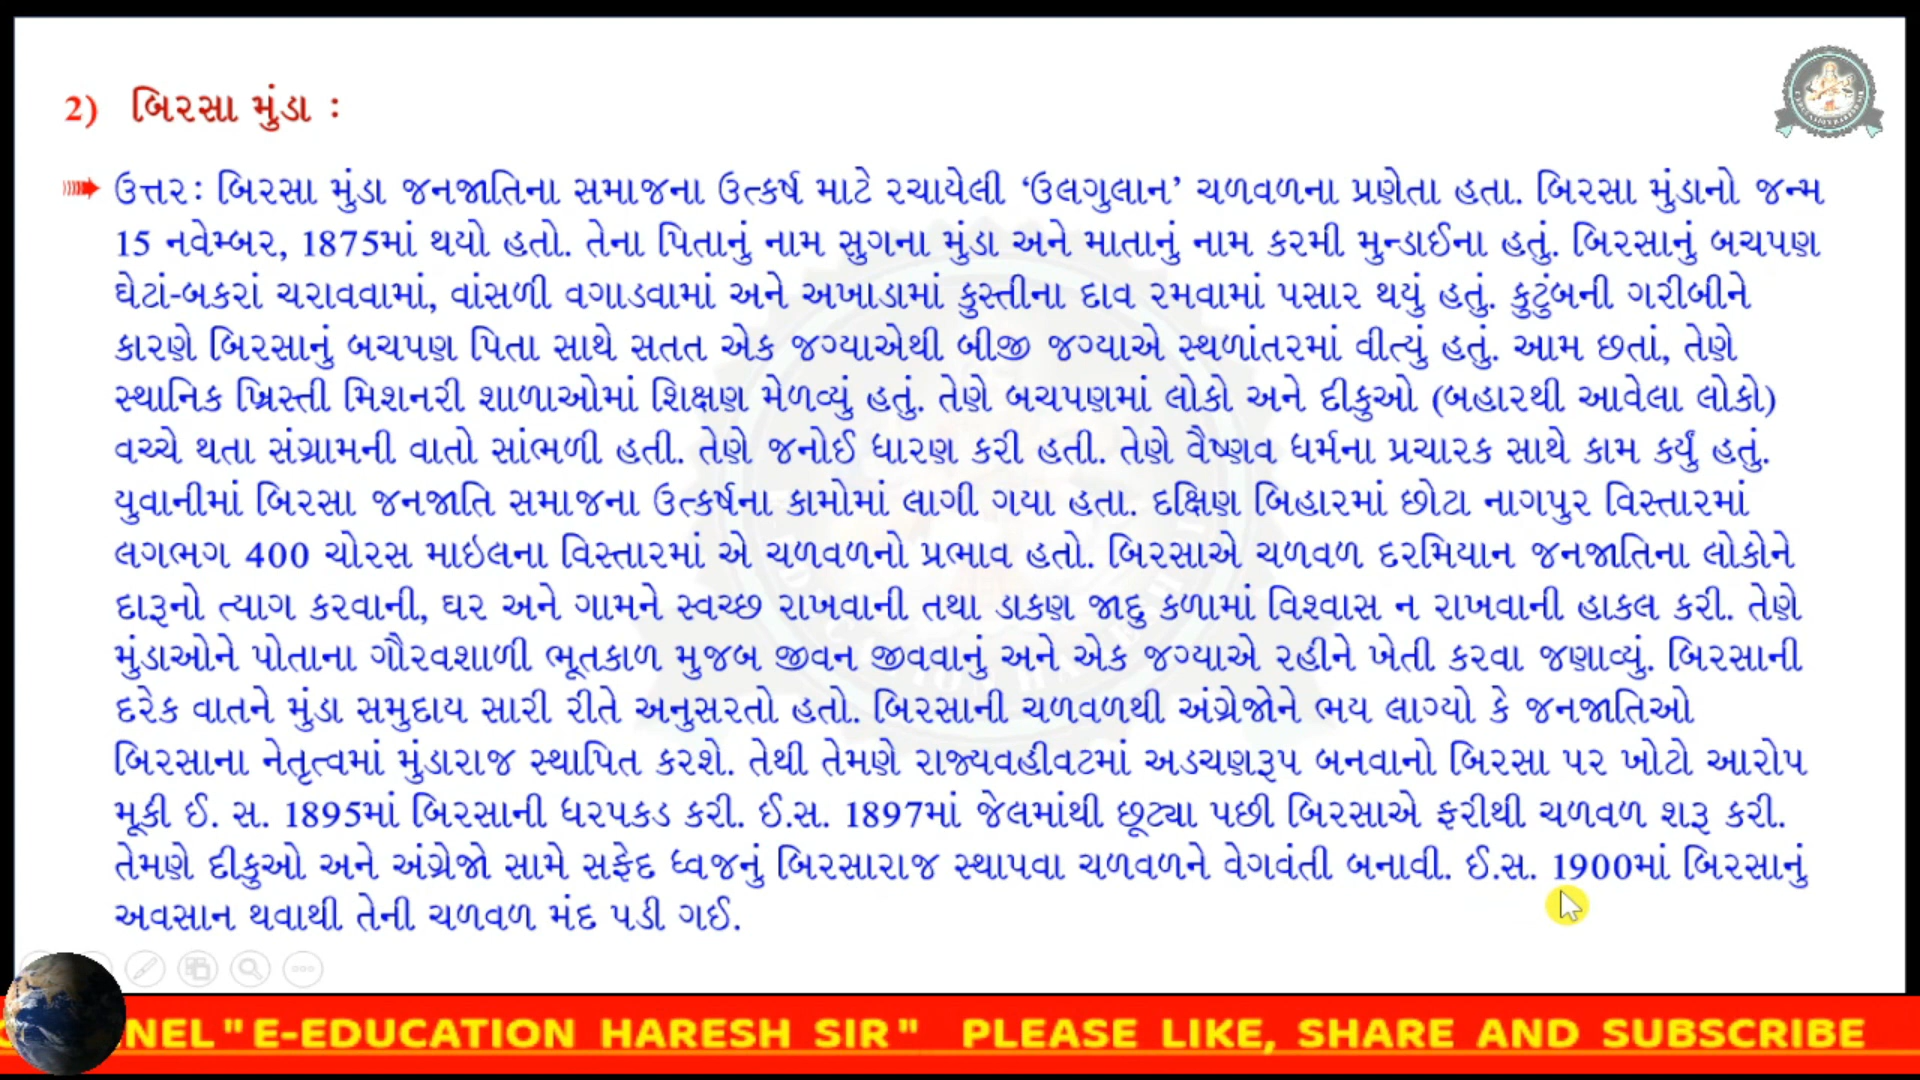 2) બિરસા મુંડા :
ઉત્તર: બિરસા મુંડા જનજાતિના સમાજના ઉત્કર્ષ માટે રચાયેલી ‘ઉલગુલાન’ ચળવળના પ્રણેતા હતા. બિરસા મુંડાનો જન્મ
15 નવેમ્બર, 1875માં થયો હતો. તેના પિતાનું નામ સુગના મુંડા અને માતાનું નામ કરમી મુન્ડાઈના હતું. બિરસાનું બચપણ
ઘેટાં-બકરાં ચરાવવામાં, વાંસળી વગાડવામાં અને અખાડામાં કુસ્તીના દાવ રમવામાં પસાર થયું હતું. કુટુંબની ગરીબીને
કારણે બિરસાનું બચપણ પિતા સાથે સતત એક જગ્યાએથી બીજી જગ્યાએ સ્થળાંતરમાં વીત્યું હતું. આમ છતાં, તેણે
સ્થાનિક ખ્રિસ્તી મિશનરી શાળાઓમાં શિક્ષણ મેળવ્યું હતું. તેણે બચપણમાં લોકો અને દીકુઓ (બહારથી આવેલા લોકો)
વચ્ચે થતા સંગ્રામની વાતો સાંભળી હતી. તેણે જનોઈ ધારણ કરી હતી. તેણે વૈષ્ણવ ધર્મના પ્રચારક સાથે કામ કર્યું હતું.
યુવાનીમાં બિરસા જનજાતિ સમાજના ઉત્કર્ષના કામોમાં લાગી ગયા હતા. દક્ષિણ બિહારમાં છોટા નાગપુર વિસ્તારમાં
લગભગ 400 ચોરસ માઇલના વિસ્તારમાં એ ચળવળનો પ્રભાવ હતો. બિરસાએ ચળવળ દરમિયાન જનજાતિના લોકોને
દારૂનો ત્યાગ કરવાની, ઘર અને ગામને સ્વચ્છ રાખવાની તથા ડાકણ જાદુ કળામાં વિશ્વાસ ન રાખવાની હાકલ કરી. તેણે
મુંડાઓને પોતાના ગૌરવશાળી ભૂતકાળ મુજબ જીવન જીવવાનું અને એક જગ્યાએ રહીને ખેતી કરવા જણાવ્યું. બિરસાની
દરેક વાતને મુંડા સમુદાય સારી રીતે અનુસરતો હતો. બિરસાની ચળવળથી અંગ્રેજોને ભય લાગ્યો કે જનજાતિઓ
બિરસાના નેતૃત્વમાં મુંડારાજ સ્થાપિત કરશે. તેથી તેમણે રાજ્યવહીવટમાં અડચણરૂપ બનવાનો બિરસા પર ખોટો આરોપ
મૂકી ઈ. સ. 1895માં બિરસાની ધરપકડ કરી. ઈ.સ. 1897માં જેલમાંથી છૂટ્યા પછી બિરસાએ ફરીથી ચળવળ શરૂ કરી.
તેમણે દીકુઓ અને અંગ્રેજો સામે સફેદ ધ્વજનું બિરસારાજ સ્થાપવા ચળવળને વેગવંતી બનાવી. ઈ.સ. 1900માં બિરસાનું
અવસાન થવાથી તેની ચળવળ મંદ પડી ગઈ.
NEL"E-EDUCATION HARESH SIR" PLEASE LIKE, SHARE AND SUBSCRIBE